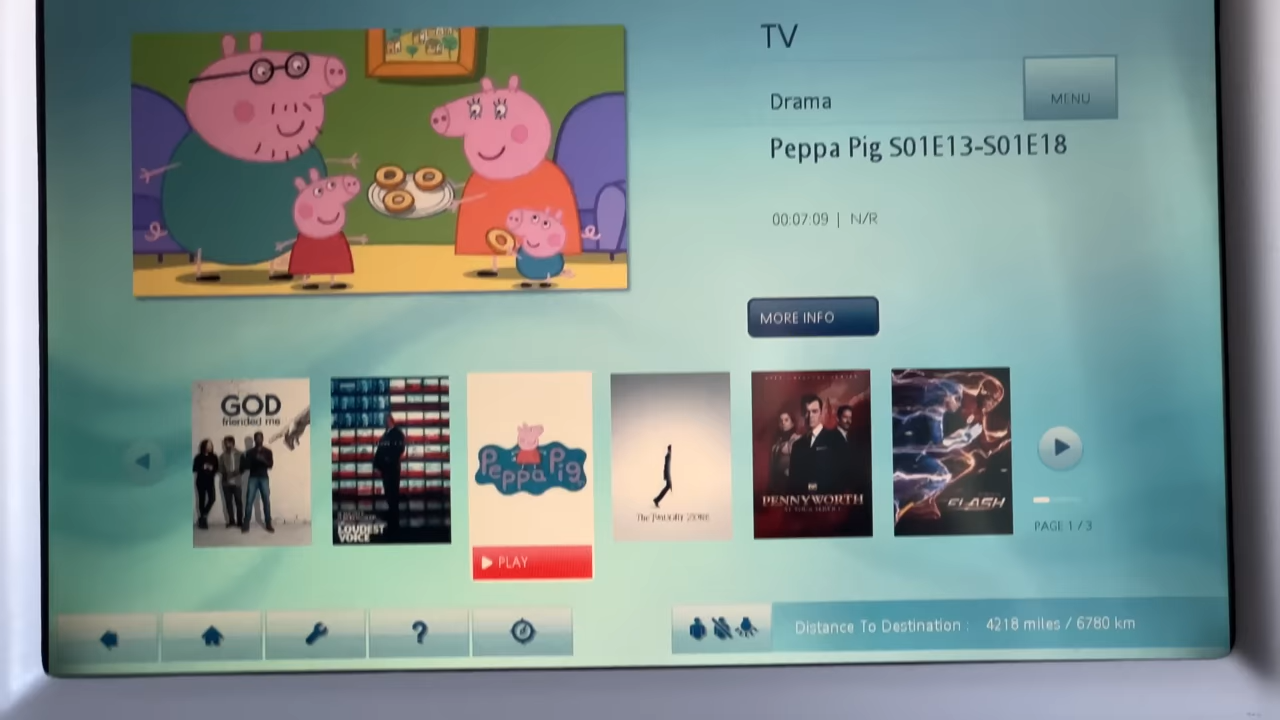 TV
MENU
Drama
Peppa Pig S01E13-S01E18
00:07:09 | N/R
MORE INFO
GOD
friended me
LOUDEST
VOICE
Peppa Pig
PLAY
THE TWILIGHT ZONE
PENNYWORTH
FLASH
PAGE 1 / 3
?
Distance To Destination : 4218 miles / 6780 km